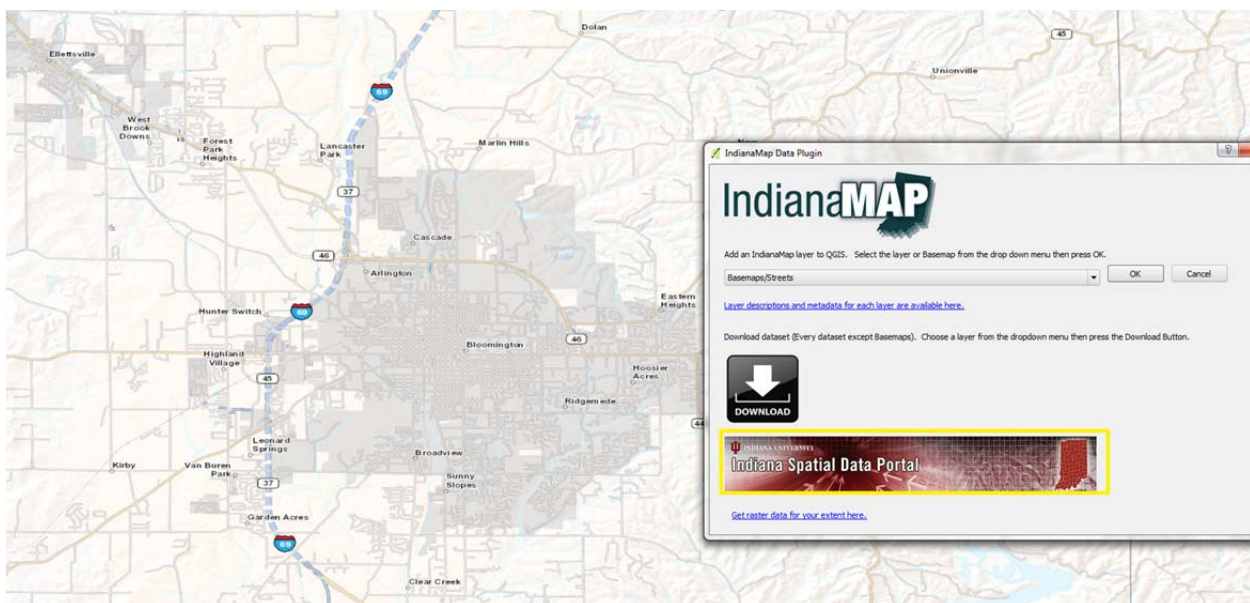 Dolan
45
Ellettsville
Unionville
69
West
Brook
Downs
Forest
Park
Heights
Lancaster
Park
Marlin Hills
37
Cascade
46
Arlington
Eastern
Heights
Hunter Switch
69
46
Bloomington
Highland
Village
Hoosier
Acres
45
Ridgemede
Leonard
Springs
Broadview
Kirby
Van Buren
Park
Sunny
Slopes
37
Garden Acres
69
Clear Creek
IndianaMap Data Plugin
IndianaMAP
Add an IndianaMap layer to QGIS. Select the layer or Basemap from the drop down menu then press OK.
Basemaps/Streets
OK
Cancel
Layer descriptions and metadata for each layer are available here.
Download dataset (Every dataset except Basemaps). Choose a layer from the dropdown menu then press the Download Button.
DOWNLOAD
INDIANA UNIVERSITY
Indiana Spatial Data Portal
Get raster data for your extent here.